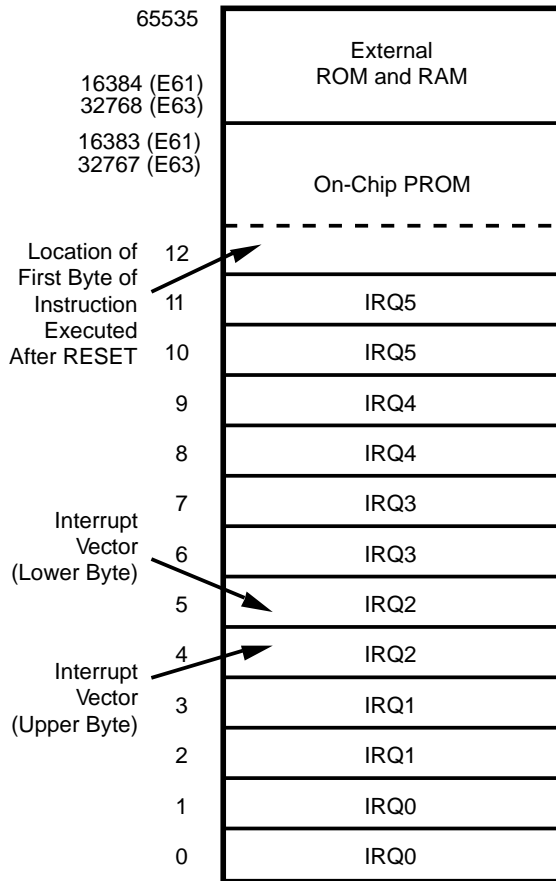 65535
External
ROM and RAM
16384 (E61)
32768 (E63)
16383 (E61)
32767 (E63)
On-Chip PROM
Location of
First Byte of
Instruction
Executed
After RESET
12
11 IRQ5
10 IRQ5
9 IRQ4
8 IRQ4
7 IRQ3
Interrupt
Vector
(Lower Byte)
6 IRQ3
5 IRQ2
4 IRQ2
Interrupt
Vector
(Upper Byte)
3 IRQ1
2 IRQ1
1 IRQ0
0 IRQ0